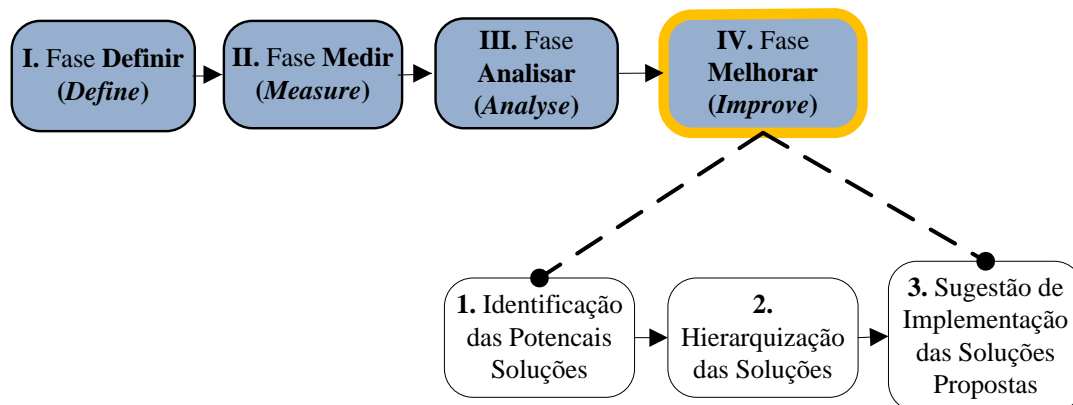 I. Fase Definir
(Define)
II. Fase Medir
(Measure)
III. Fase
Analisar
(Analyse)
IV. Fase
Melhorar
(Improve)
1. Identificação
das Potencais
Soluções
2.
Hierarquização
das Soluções
3. Sugestão de
Implementação
das Soluções
Propostas